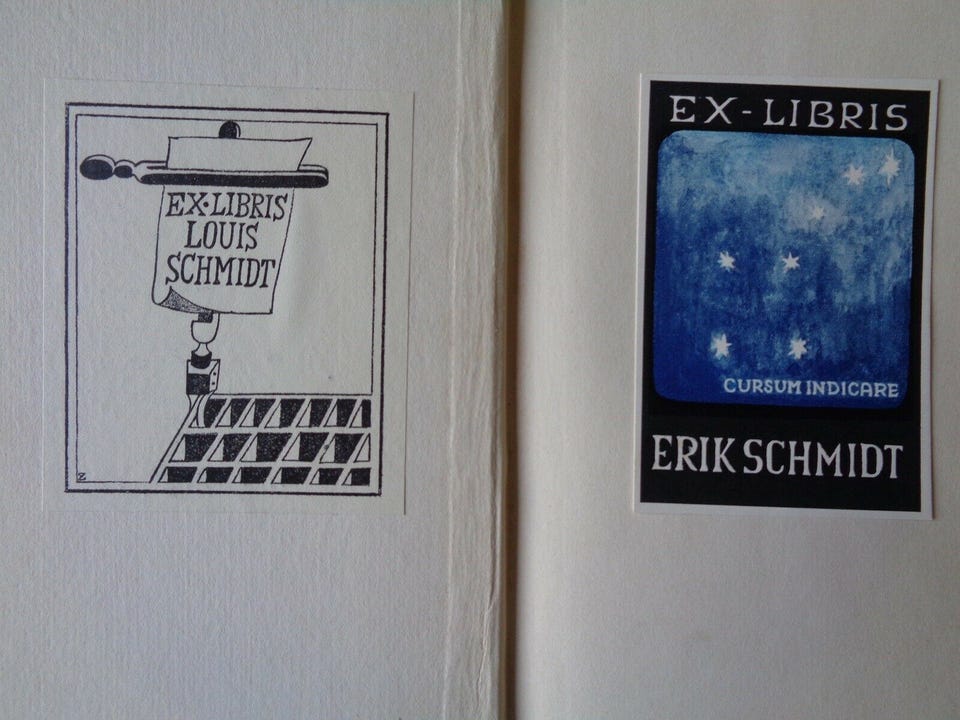 EX·LIBRIS
LOUIS
SCHMIDT
EX-LIBRIS
CURSUM INDICARE
ERIK SCHMIDT